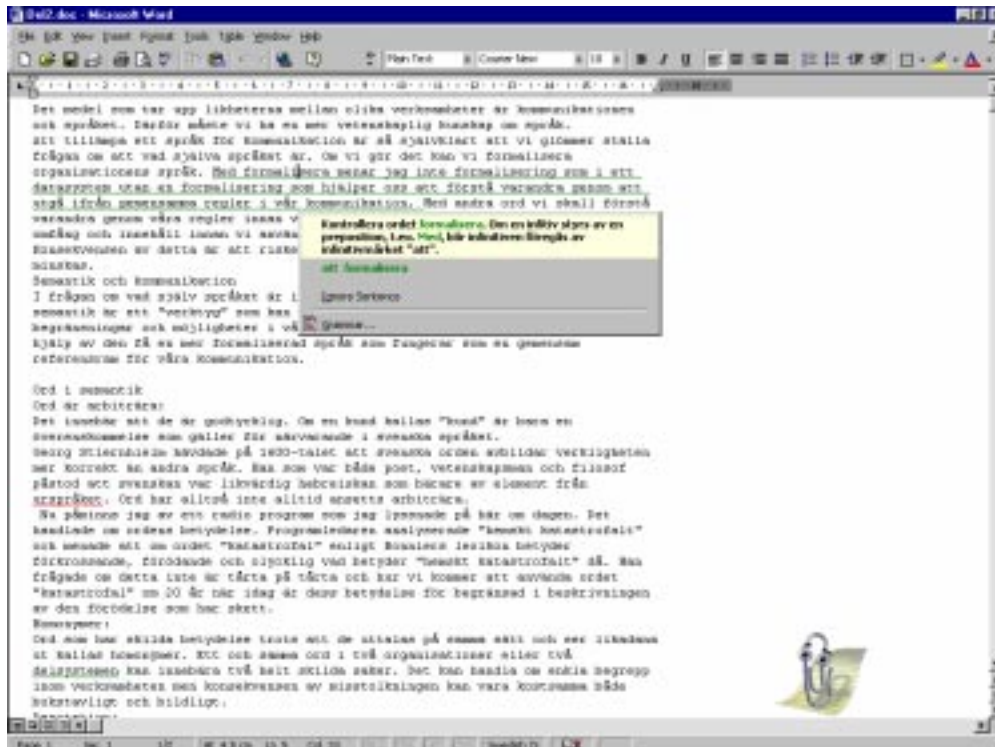 Del2.doc - Microsoft Word
File Edit View Insert Format Tools Table Window Help
Plain Text Courier New 10
Det medel som tar upp likheterna mellan olika verksamheter är kommunikationen
och språket. Därför måste vi ha en mer vetenskaplig kunskap om språk.
Att tillämpa ett språk för kommunikation är så självklart att vi glömmer ställa
frågan om att vad själva språket är. Om vi gör det kan vi formalisera
organisationens språk. Med formalisera menar jag inte formalisering som i ett
datasystem utan en formalisering som hjälper oss att förstå varandra genom att
utgå ifrån gemensamma regler i vår kommunikation. Med andra ord vi skall förstå
varandra genom våra regler innan v
omfång och innehåll innan vi använ
Konsekvensen av detta är att riske
minskas.
Kontrollera ordet formalisera. Om en infinitiv styrs av en
preposition, t.ex. Med, bör infinitiven föregås av
infinitivmärket "att".
att formalisera
Ignore Sentence
Grammar...
Semantik och kommunikation
I frågan om vad själv språket är i
semantik är ett "verktyg" som kan
begränsningar och möjligheter i vå
hjälp av den få en mer formaliserad språk som fungerar som en gemensam
referensram för våra kommunikation.
Ord i semantik
Ord är arbiträra:
Det innebär att de är godtycklig. Om en hund kallas "hund" är bara en
överenskommelse som gäller för närvarande i svenska språket.
Georg Stiernhielm hävdade på 1600-talet att svenska orden avbildar verkligheten
mer korrekt än andra språk. Han som var både poet, vetenskapsman och filosof
påstod att svenskan var likvärdig hebreiskan som bärare av element från
urspråket. Ord har alltså inte alltid ansetts arbiträra.
Nu påminns jag av ett radio program som jag lyssnade på här om dagen. Det
handlade om ordens betydelse. Programledaren analyserade "hemskt katastrofalt"
och menade att om ordet "katastrofal" enligt Bonniers lexikon betyder
förkrossande, förödande och olycklig vad betyder "hemskt katastrofalt" då. Man
frågade om detta inte är tårta på tårta och hur vi kommer att använda ordet
"katastrofal" om 20 år när idag är dess betydelse för begränsad i beskrivningen
av den förödelse som har skett.
Homonymer:
Ord som har skilda betydelse trots att de uttalas på samma sätt och ser likadana
ut kallas homonymer. Ett och samma ord i två organisationer eller två
delsystemen kan innebära två helt skilda saker. Det kan handla om enkla begrepp
inom verksamheten men konsekvensen av misstolkningen kan vara kostsamma både
bokstavligt och bildligt.
Page 1 Sec 1 1/7